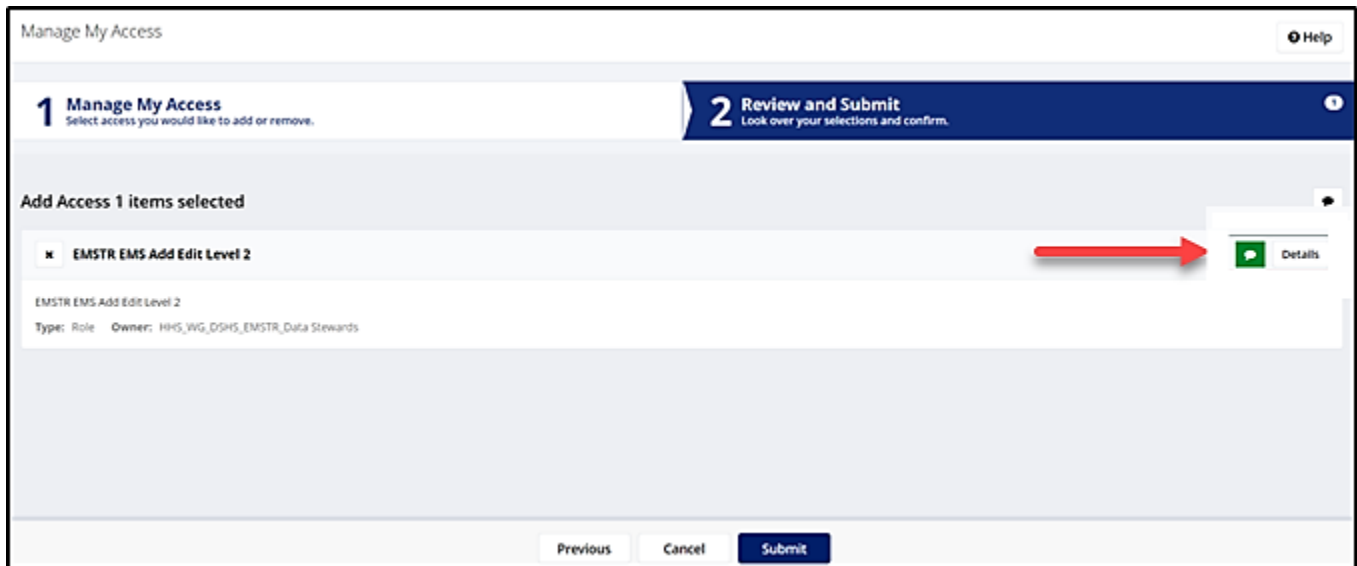 Manage My Access
Help
1 Manage My Access
Select access you would like to add or remove.
2 Review and Submit
Look over your selections and confirm.
1
Add Access 1 items selected
EMSTR EMS Add Edit Level 2
Details
EMSTR EMS Add Edit Level 2
Type: Role Owner: HHS_WG_DSHS_EMSTR_Data Stewards
Previous Cancel Submit